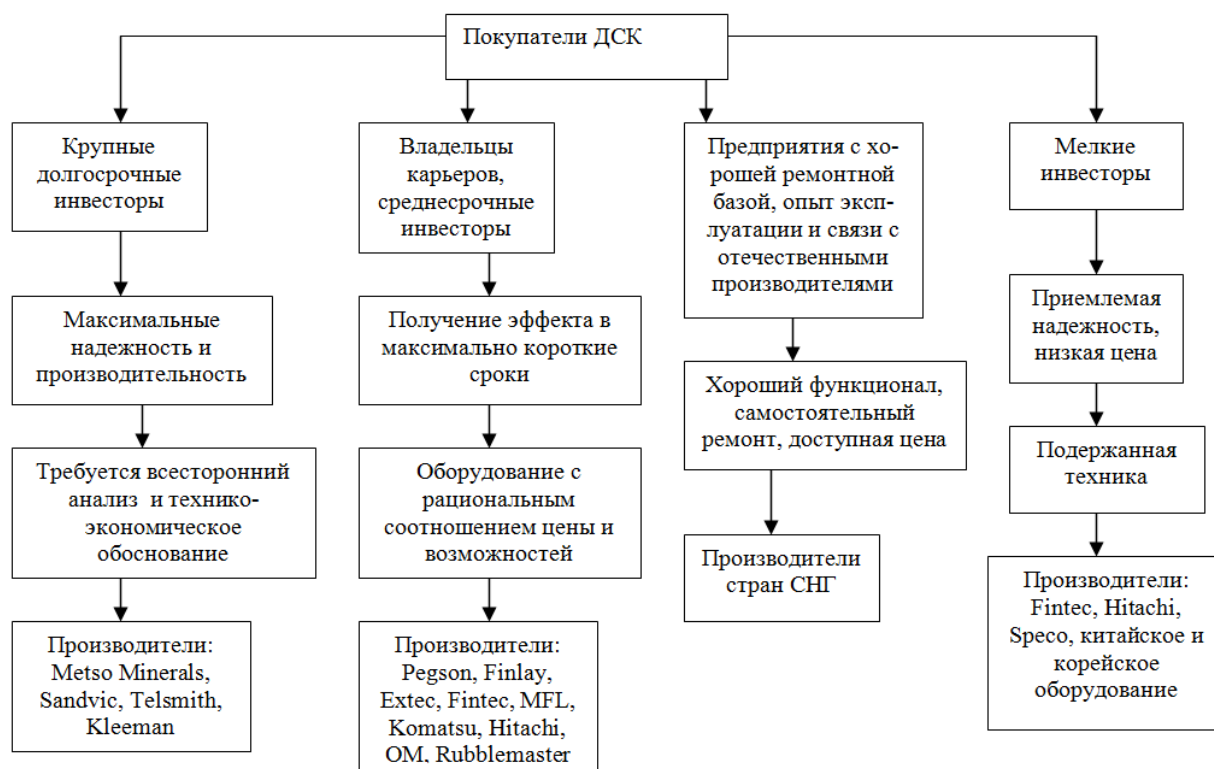 Покупатели ДСК
Крупные
долгосрочные
инвесторы
Владельцы
карьеров,
среднесрочные
инвесторы
Предприятия с хо-
рошей ремонтной
базой, опыт эксп-
луатации и связи с
отечественными
производителями
Мелкие
инвесторы
Максимальные
надежность и
производительность
Получение эффекта в
максимально короткие
сроки
Хороший функционал,
самостоятельный
ремонт, доступная цена
Приемлемая
надежность,
низкая цена
Требуется всесторонний
анализ и технико-
экономическое
обоснование
Оборудование с
рациональным
соотношением цены и
возможностей
Производители
стран СНГ
Подержанная
техника
Производители:
Metso Minerals,
Sandvic, Telsmith,
Kleeman
Производители:
Pegson, Finlay,
Extec, Fintec, MFL,
Komatsu, Hitachi,
OM, Rubblemaster
Производители:
Fintec, Hitachi,
Speco, китайское и
корейское
оборудование